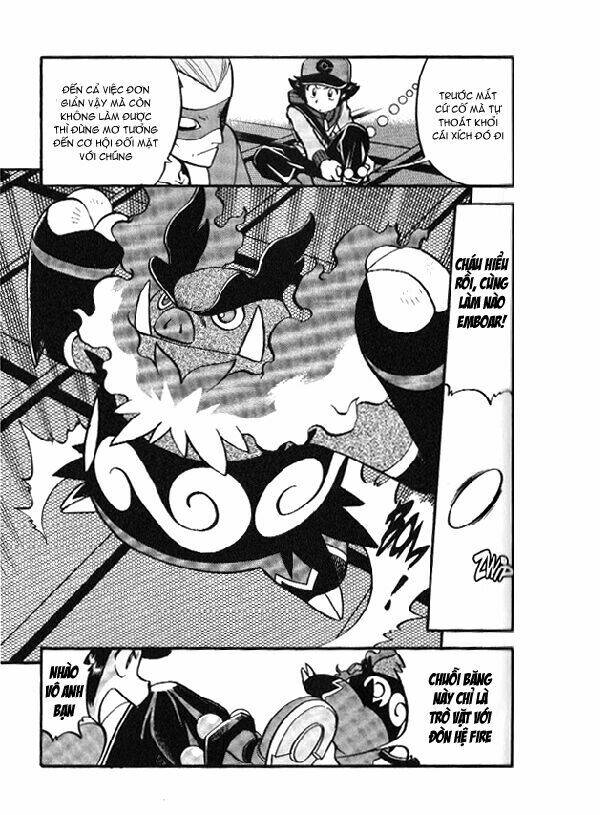 TRƯỚC MẮT
CỨ CỐ MÀ TỰ
THOÁT KHỎI
CÁI XÍCH ĐÓ ĐI
ĐẾN CẢ VIỆC ĐƠN
GIẢN VẬY MÀ CÒN
KHÔNG LÀM ĐƯỢC
THÌ ĐỪNG MƠ TƯỞNG
ĐẾN CƠ HỘI ĐỐI MẶT
VỚI CHÚNG
CHÁU HIỂU
RỒI, CÙNG
LÀM NÀO
EMBOAR!
ZWIP
CHUỖI BĂNG
NÀY CHỈ LÀ
TRÒ VẶT VỚI
ĐÒN HỆ FIRE
NHÀO
VÔ ANH
BẠN